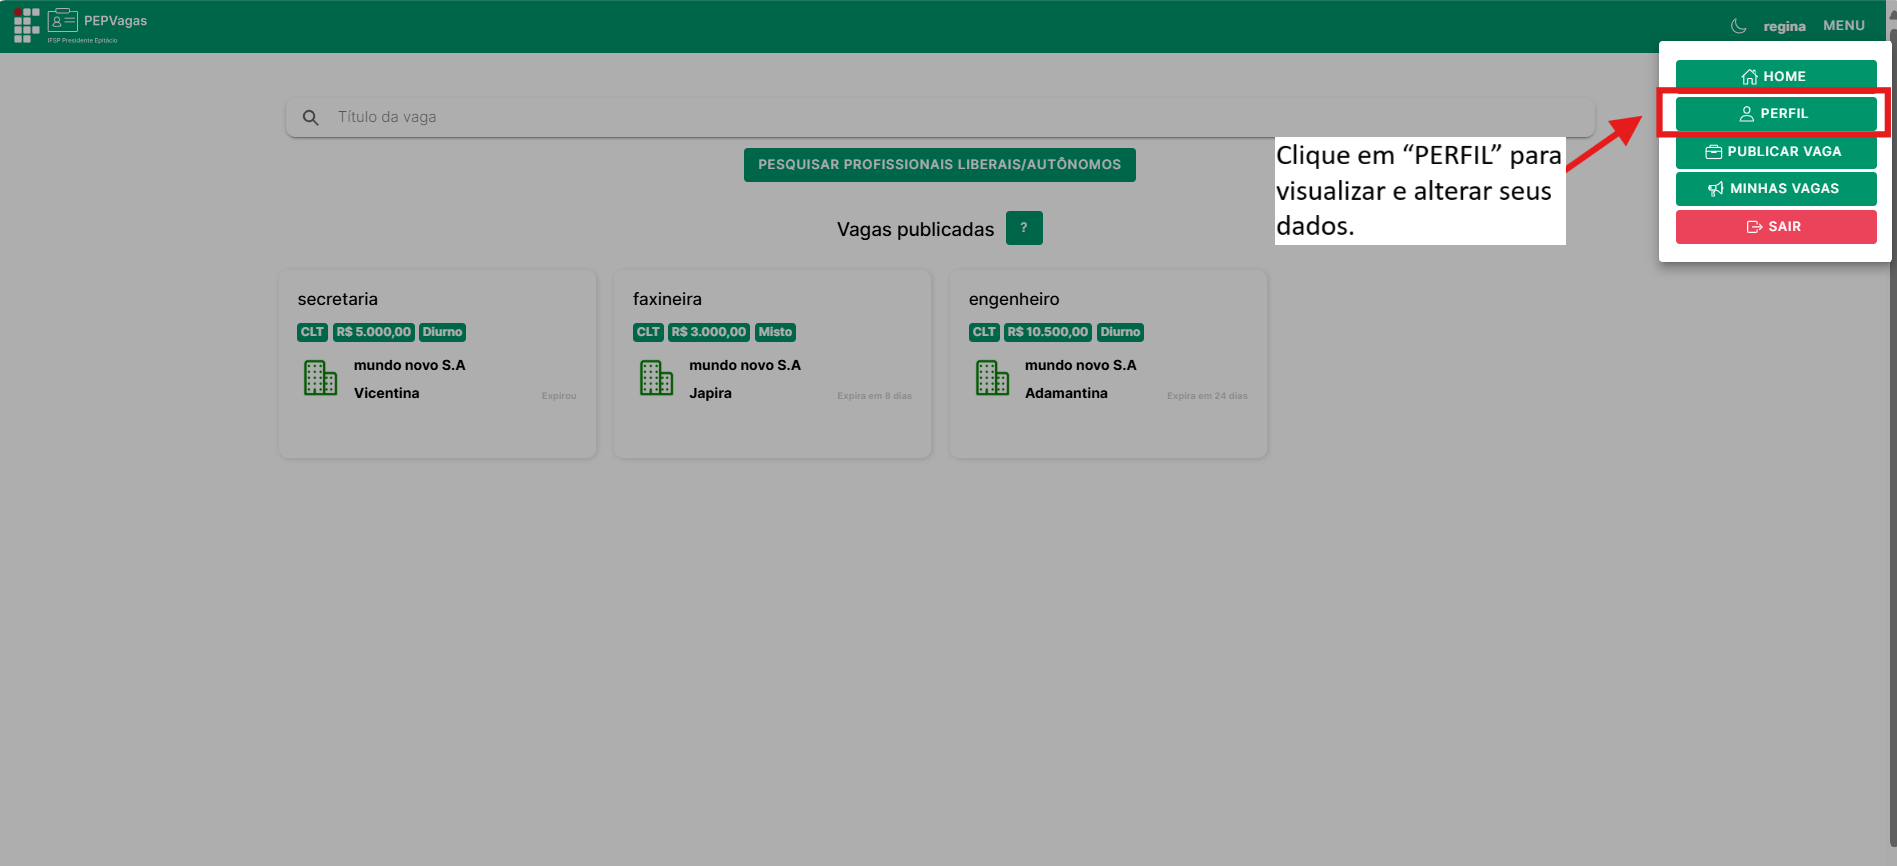 PEPVagas
IFSP Presidente Epitácio
regina MENU
HOME
PERFIL
PUBLICAR VAGA
MINHAS VAGAS
SAIR
Título da vaga
PESQUISAR PROFISSIONAIS LIBERAIS/AUTÔNOMOS
Clique em “PERFIL” para
visualizar e alterar seus
dados.
Vagas publicadas ?
secretaria
CLT R$ 5.000,00 Diurno
mundo novo S.A
Vicentina
Expirou
faxineira
CLT R$ 3.000,00 Misto
mundo novo S.A
Japira
Expira em 8 dias
engenheiro
CLT R$ 10.500,00 Diurno
mundo novo S.A
Adamantina
Expira em 24 dias